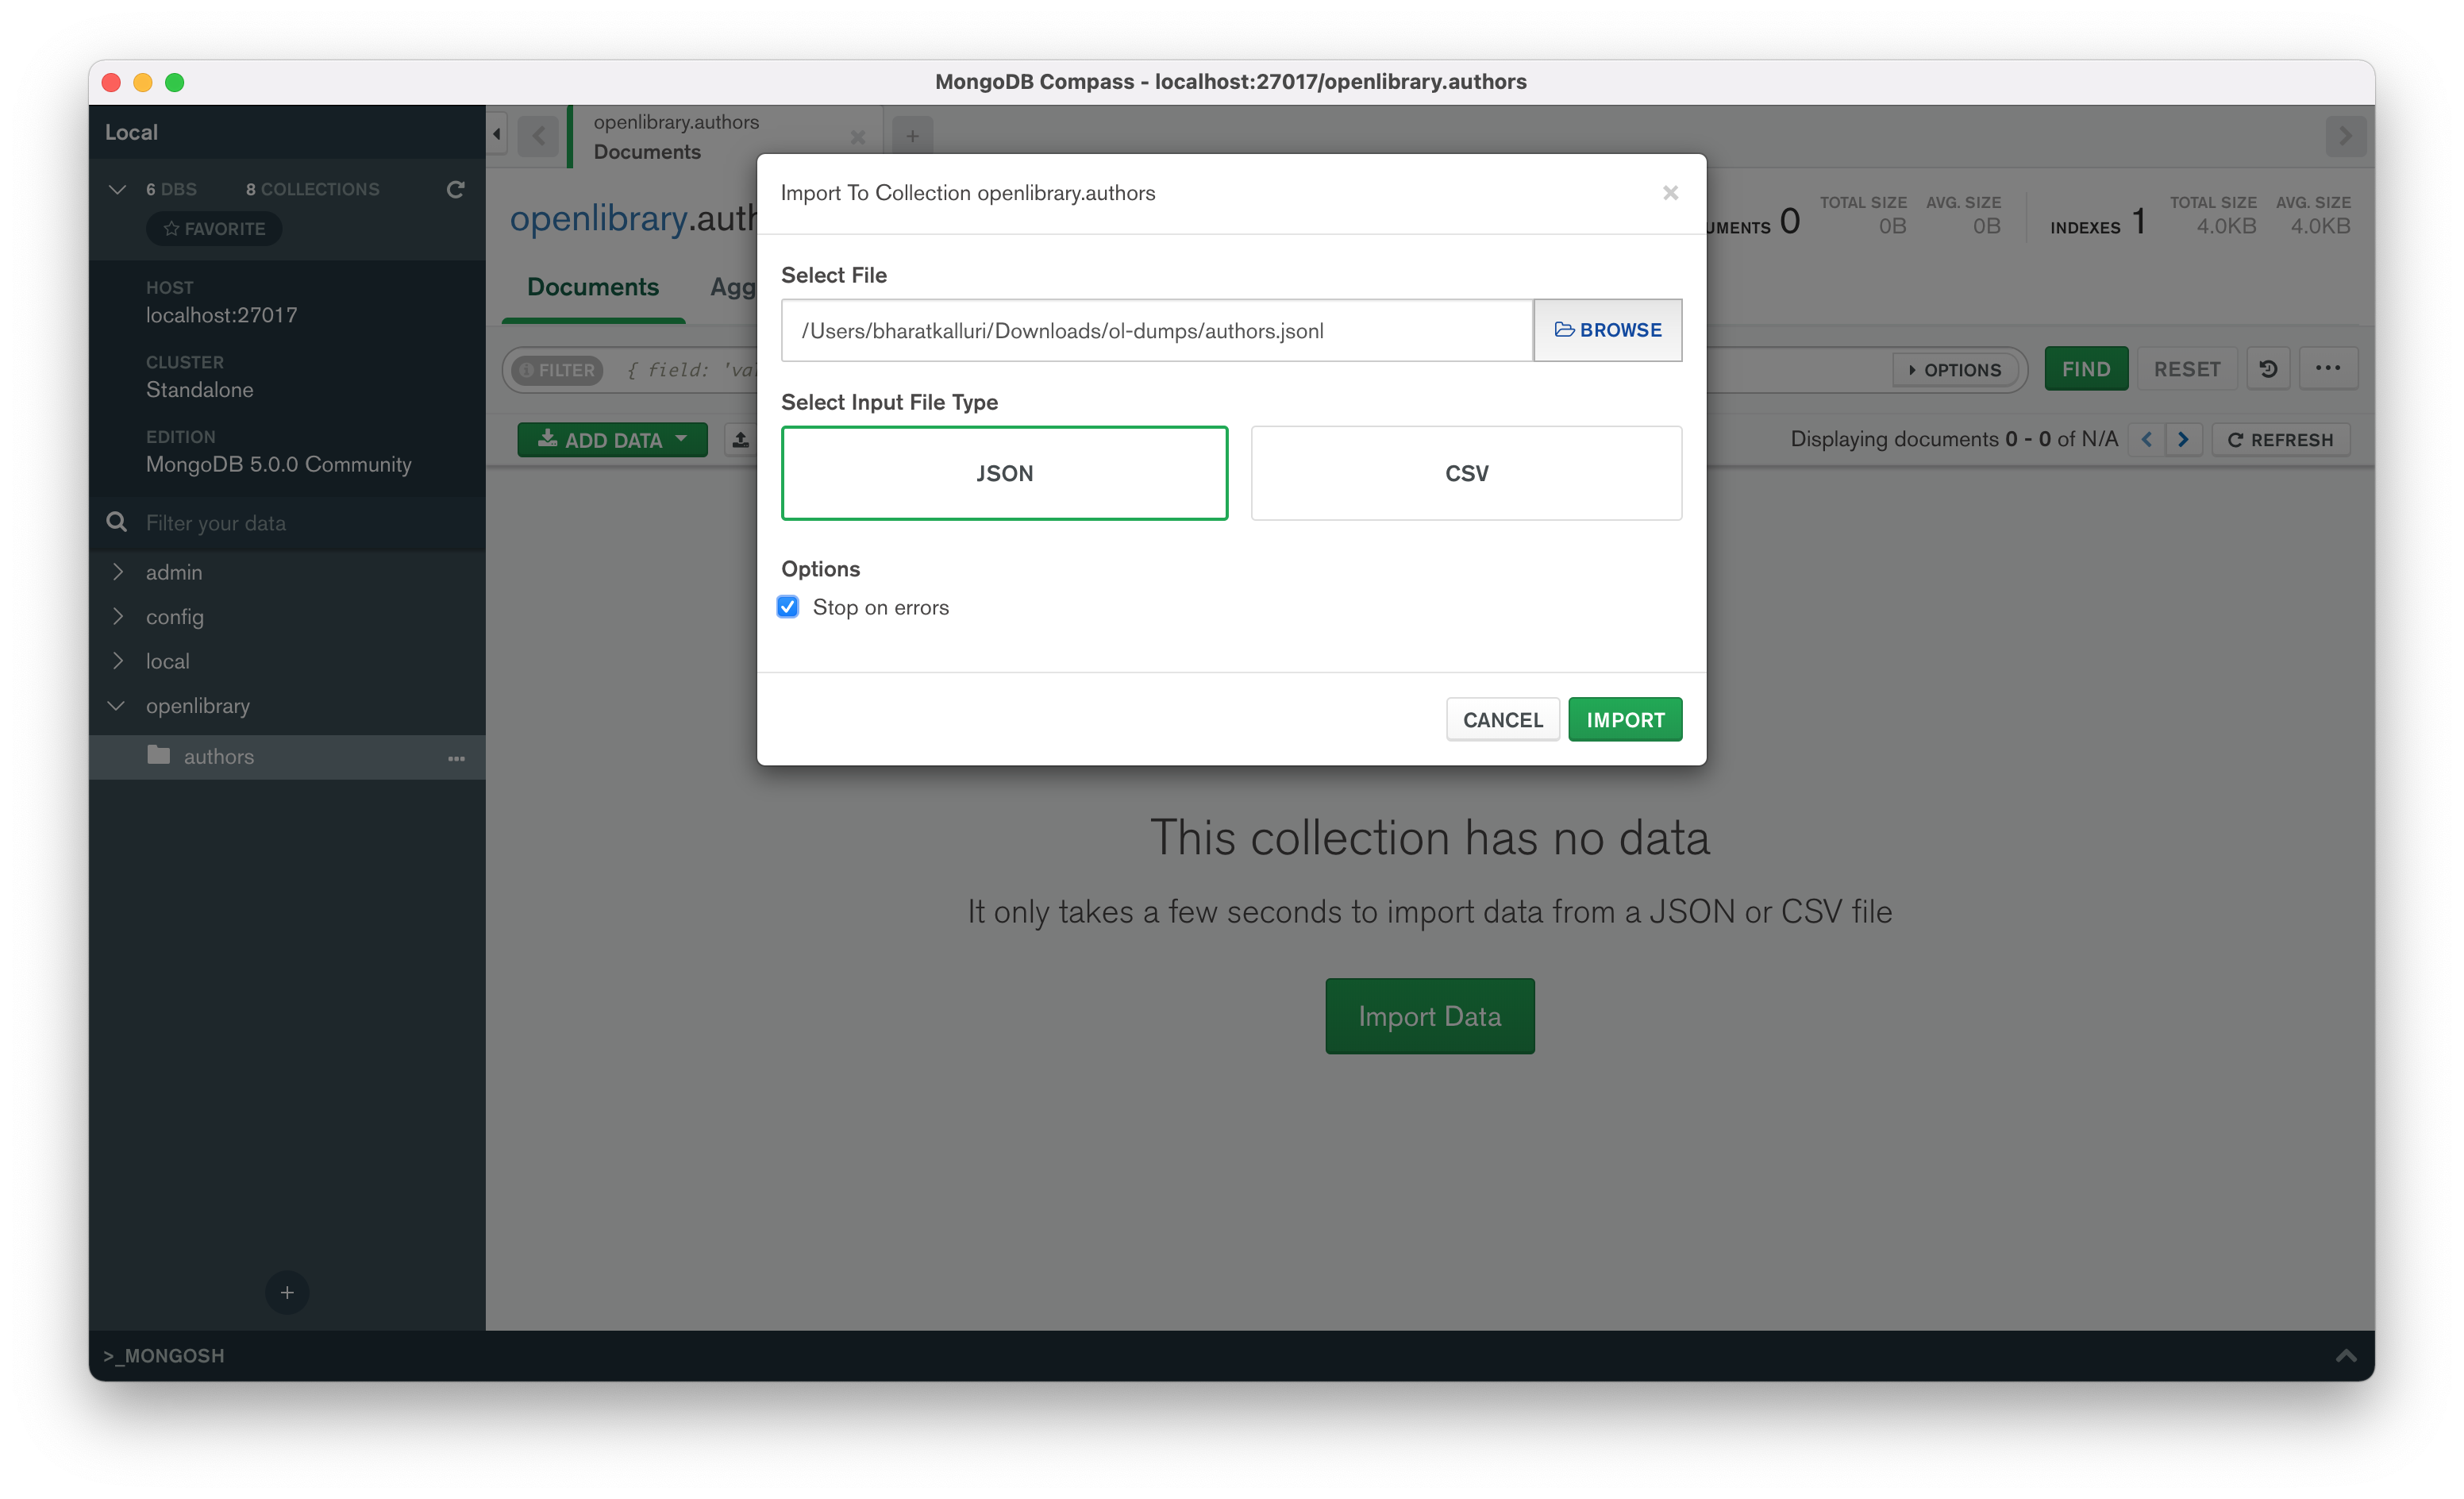 MongoDB Compass - localhost:27017/openlibrary.authors
Local
6 DBS 8 COLLECTIONS
FAVORITE
HOST
localhost:27017
CLUSTER
Standalone
EDITION
MongoDB 5.0.0 Community
Filter your data
admin
config
local
openlibrary
authors
>_MONGOSH
openlibrary.authors
Documents
openlibrary.auth
UMENTS 0 TOTAL SIZE 0B AVG. SIZE 0B
INDEXES 1 TOTAL SIZE 4.0KB AVG. SIZE 4.0KB
Documents Agg
FILTER { field: 'va
OPTIONS FIND RESET
ADD DATA
Displaying documents 0 - 0 of N/A REFRESH
Import To Collection openlibrary.authors
Select File
/Users/bharatkalluri/Downloads/ol-dumps/authors.jsonl BROWSE
Select Input File Type
JSON CSV
Options
Stop on errors
CANCEL IMPORT
This collection has no data
It only takes a few seconds to import data from a JSON or CSV file
Import Data